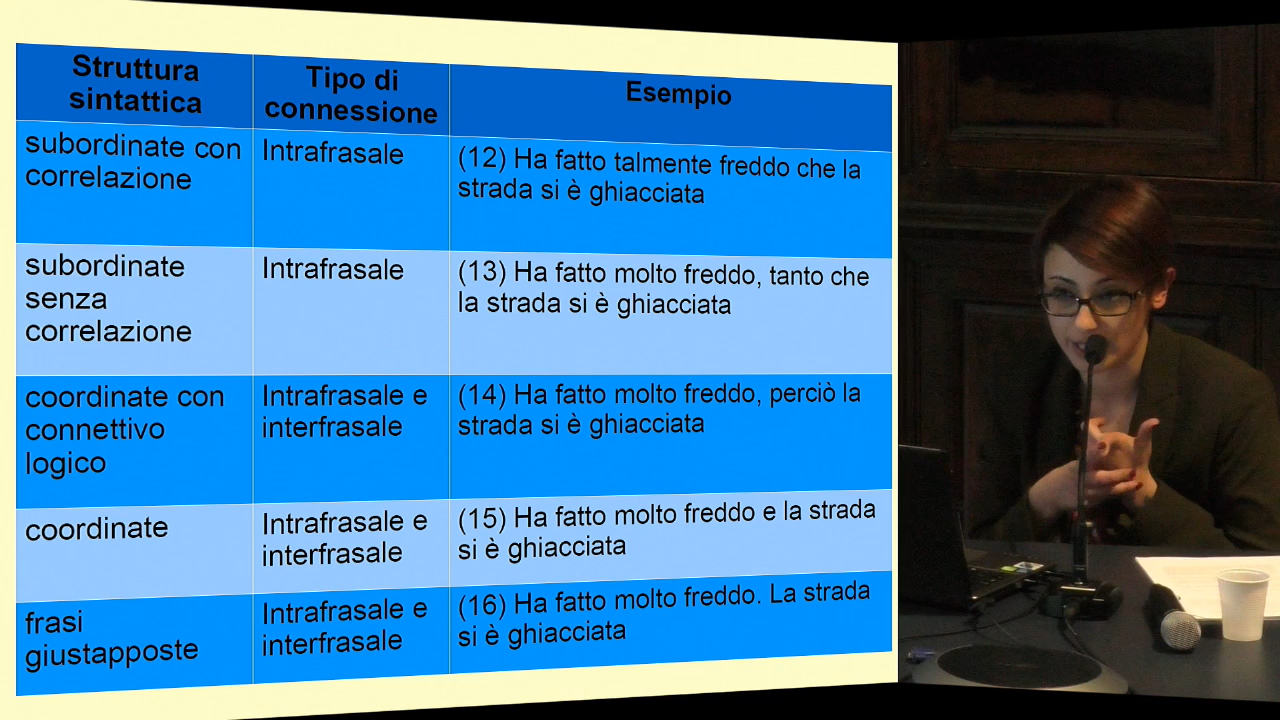 Struttura
sintattica
Tipo di
connessione
Esempio
subordinate con
correlazione
Intrafrasale
(12) Ha fatto talmente freddo che la
strada si è ghiacciata
subordinate
senza
correlazione
Intrafrasale
(13) Ha fatto molto freddo, tanto che
la strada si è ghiacciata
coordinate con
connettivo
logico
Intrafrasale e
interfrasale
(14) Ha fatto molto freddo, perciò la
strada si è ghiacciata
coordinate
Intrafrasale e
interfrasale
(15) Ha fatto molto freddo e la strada
si è ghiacciata
frasi
giustapposte
Intrafrasale e
interfrasale
(16) Ha fatto molto freddo. La strada
si è ghiacciata